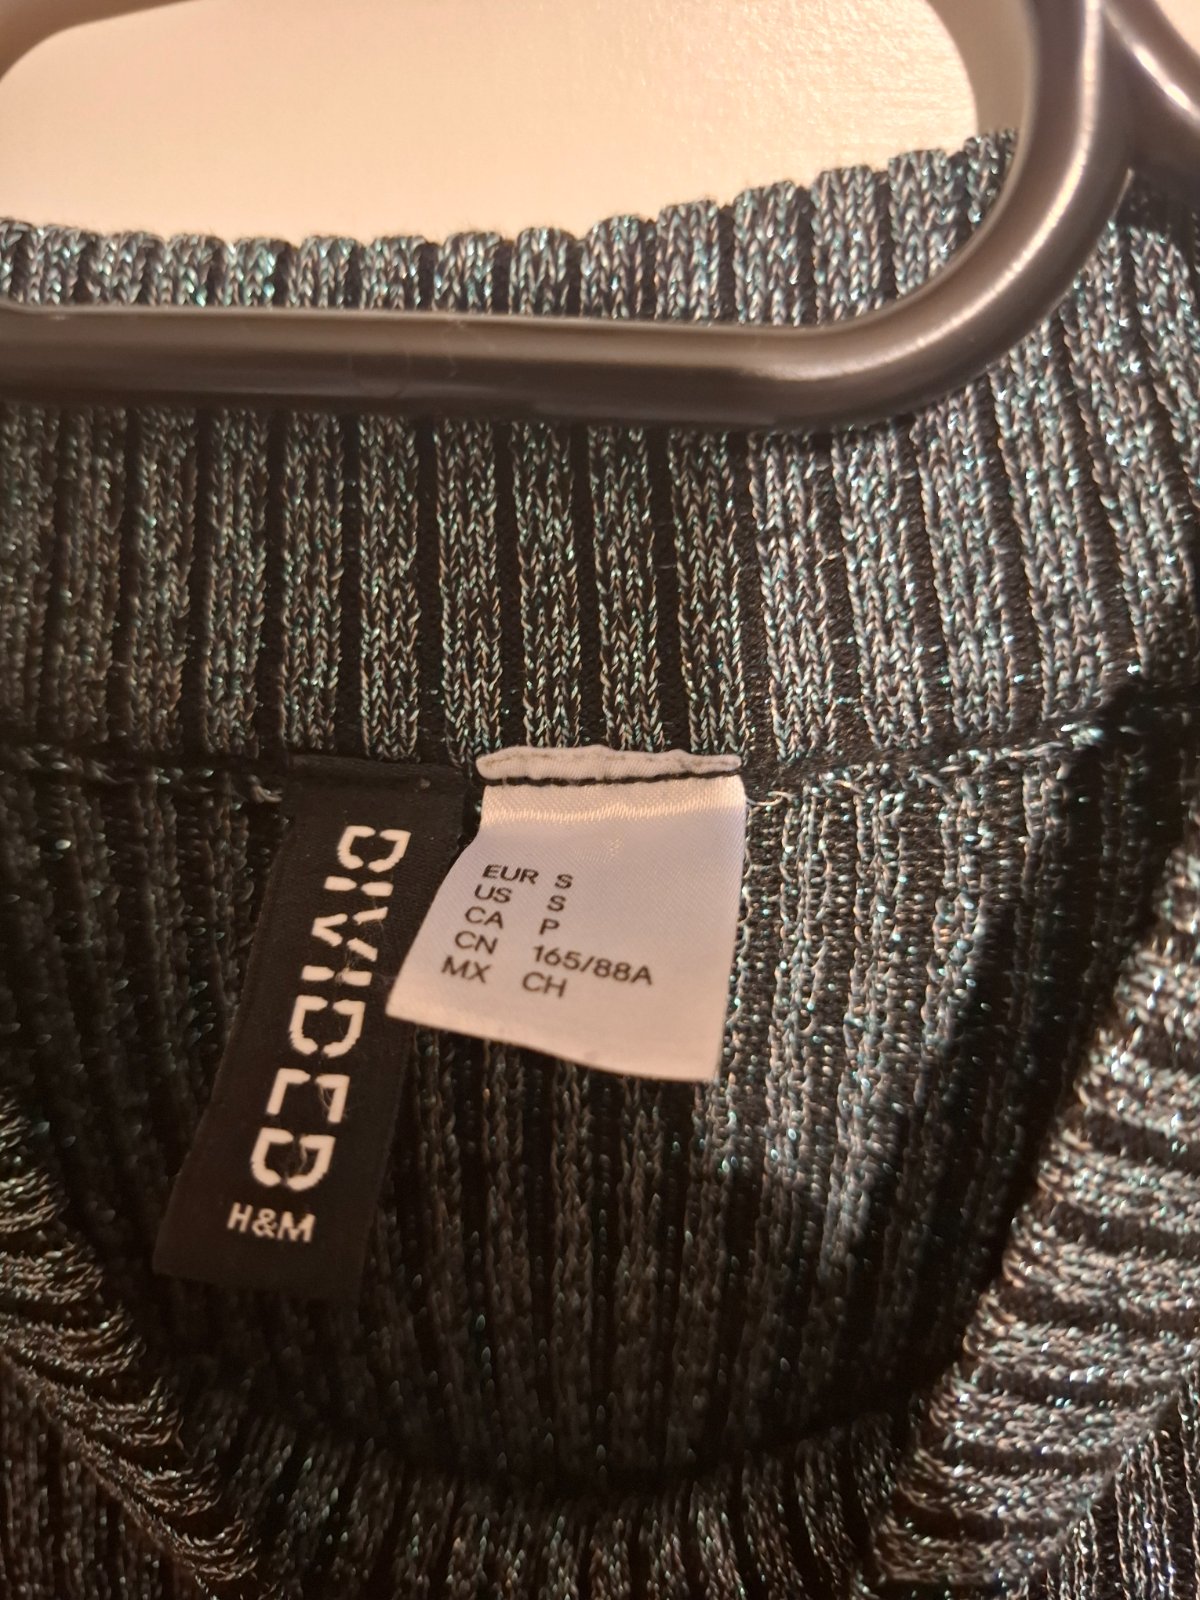 DIVIDED
H&M
EUR S
US S
CA P
CN 165/88A
MX CH